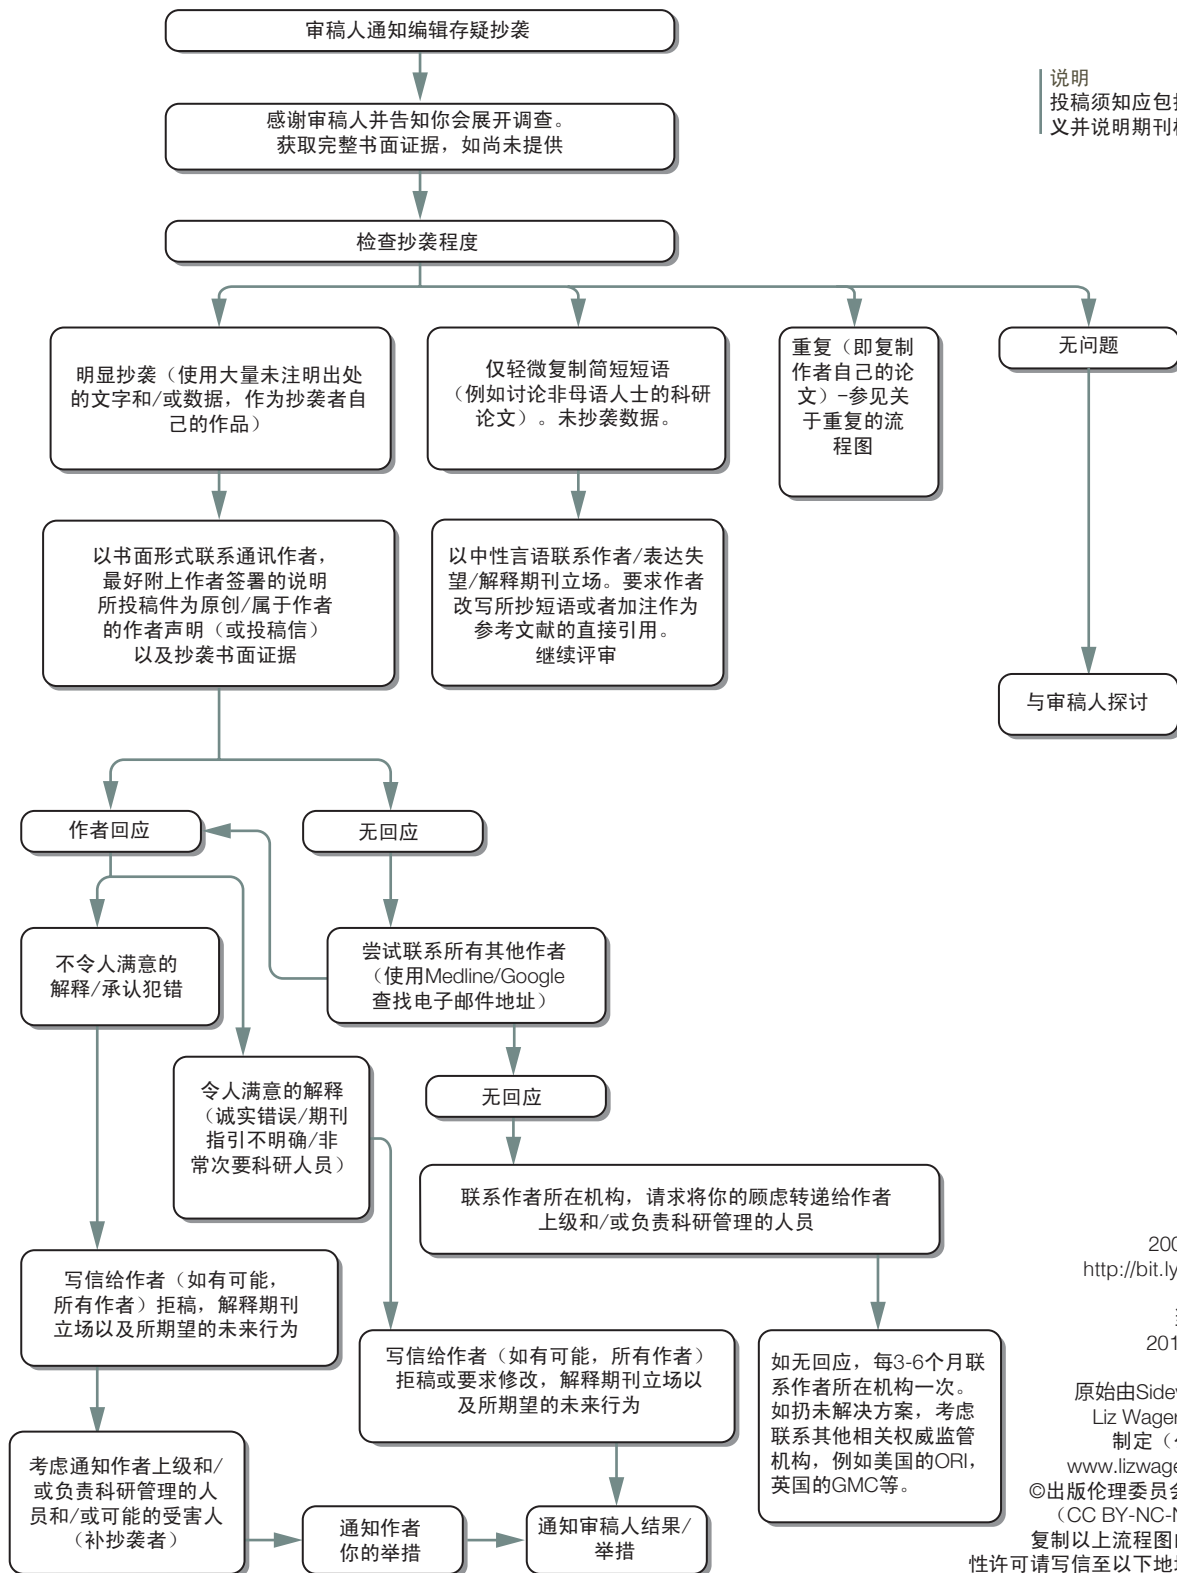 审稿人通知编辑存疑抄袭
说明
投稿须知应包
义并说明期刊
感谢审稿人并告知你会展开调查。
获取完整书面证据，如尚未提供
检查抄袭程度
明显抄袭（使用大量未注明出处
的文字和/或数据，作为抄袭者自
己的作品）
仅轻微复制简短短语
（例如讨论非母语人士的科研
论文）。未抄袭数据。
重复（即复制
作者自己的论
文）-参见关
于重复的流
程图
无问题
以书面形式联系通讯作者，
最好附上作者签署的说明
所投稿件为原创/属于作者
的作者声明（或投稿信）
以及抄袭书面证据
以中性言语联系作者/表达失
望/解释期刊立场。要求作者
改写所抄短语或者加注作为
参考文献的直接引用。
继续评审
与审稿人探讨
作者回应
无回应
不令人满意的
解释/承认犯错
尝试联系所有其他作者
（使用Medline/Google
查找电子邮件地址）
令人满意的解释
（诚实错误/期刊
指引不明确/非
常次要科研人员）
无回应
联系作者所在机构，请求将你的顾虑转递给作者
上级和/或负责科研管理的人员
写信给作者（如有可能，
所有作者）拒稿，解释期刊
立场以及所期望的未来行为
写信给作者（如有可能，所有作者）
拒稿或要求修改，解释期刊立场以
及所期望的未来行为
如无回应，每3-6个月联
系作者所在机构一次。
如扔未解决方案，考虑
联系其他相关权威监管
机构，例如美国的ORI，
英国的GMC等。
考虑通知作者上级和/
或负责科研管理的人
员和/或可能的受害人
（补抄袭者）
通知作者
你的举措
通知审稿人结果/
举措
200
http://bit.ly
201
原始由Sidev
Liz Wager
制定（
www.lizwage
©出版伦理委员会
（CC BY-NC-N
复制以上流程图
性许可请写信至以下地